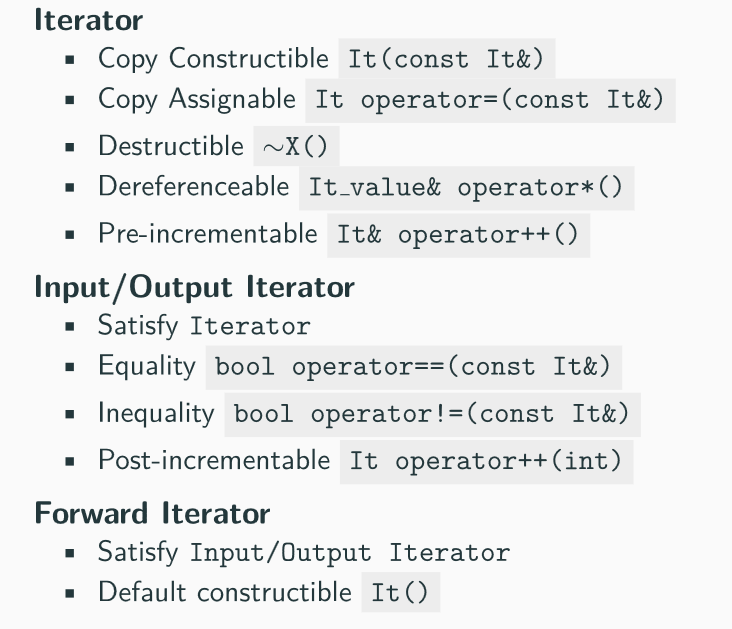 Iterator
▪ Copy Constructible It(const It&)
▪ Copy Assignable It operator=(const It&)
▪ Destructible ~X()
▪ Dereferenceable It_value& operator*()
▪ Pre-incrementable It& operator++()
Input/Output Iterator
▪ Satisfy Iterator
▪ Equality bool operator==(const It&)
▪ Inequality bool operator!=(const It&)
▪ Post-incrementable It operator++(int)
Forward Iterator
▪ Satisfy Input/Output Iterator
▪ Default constructible It()